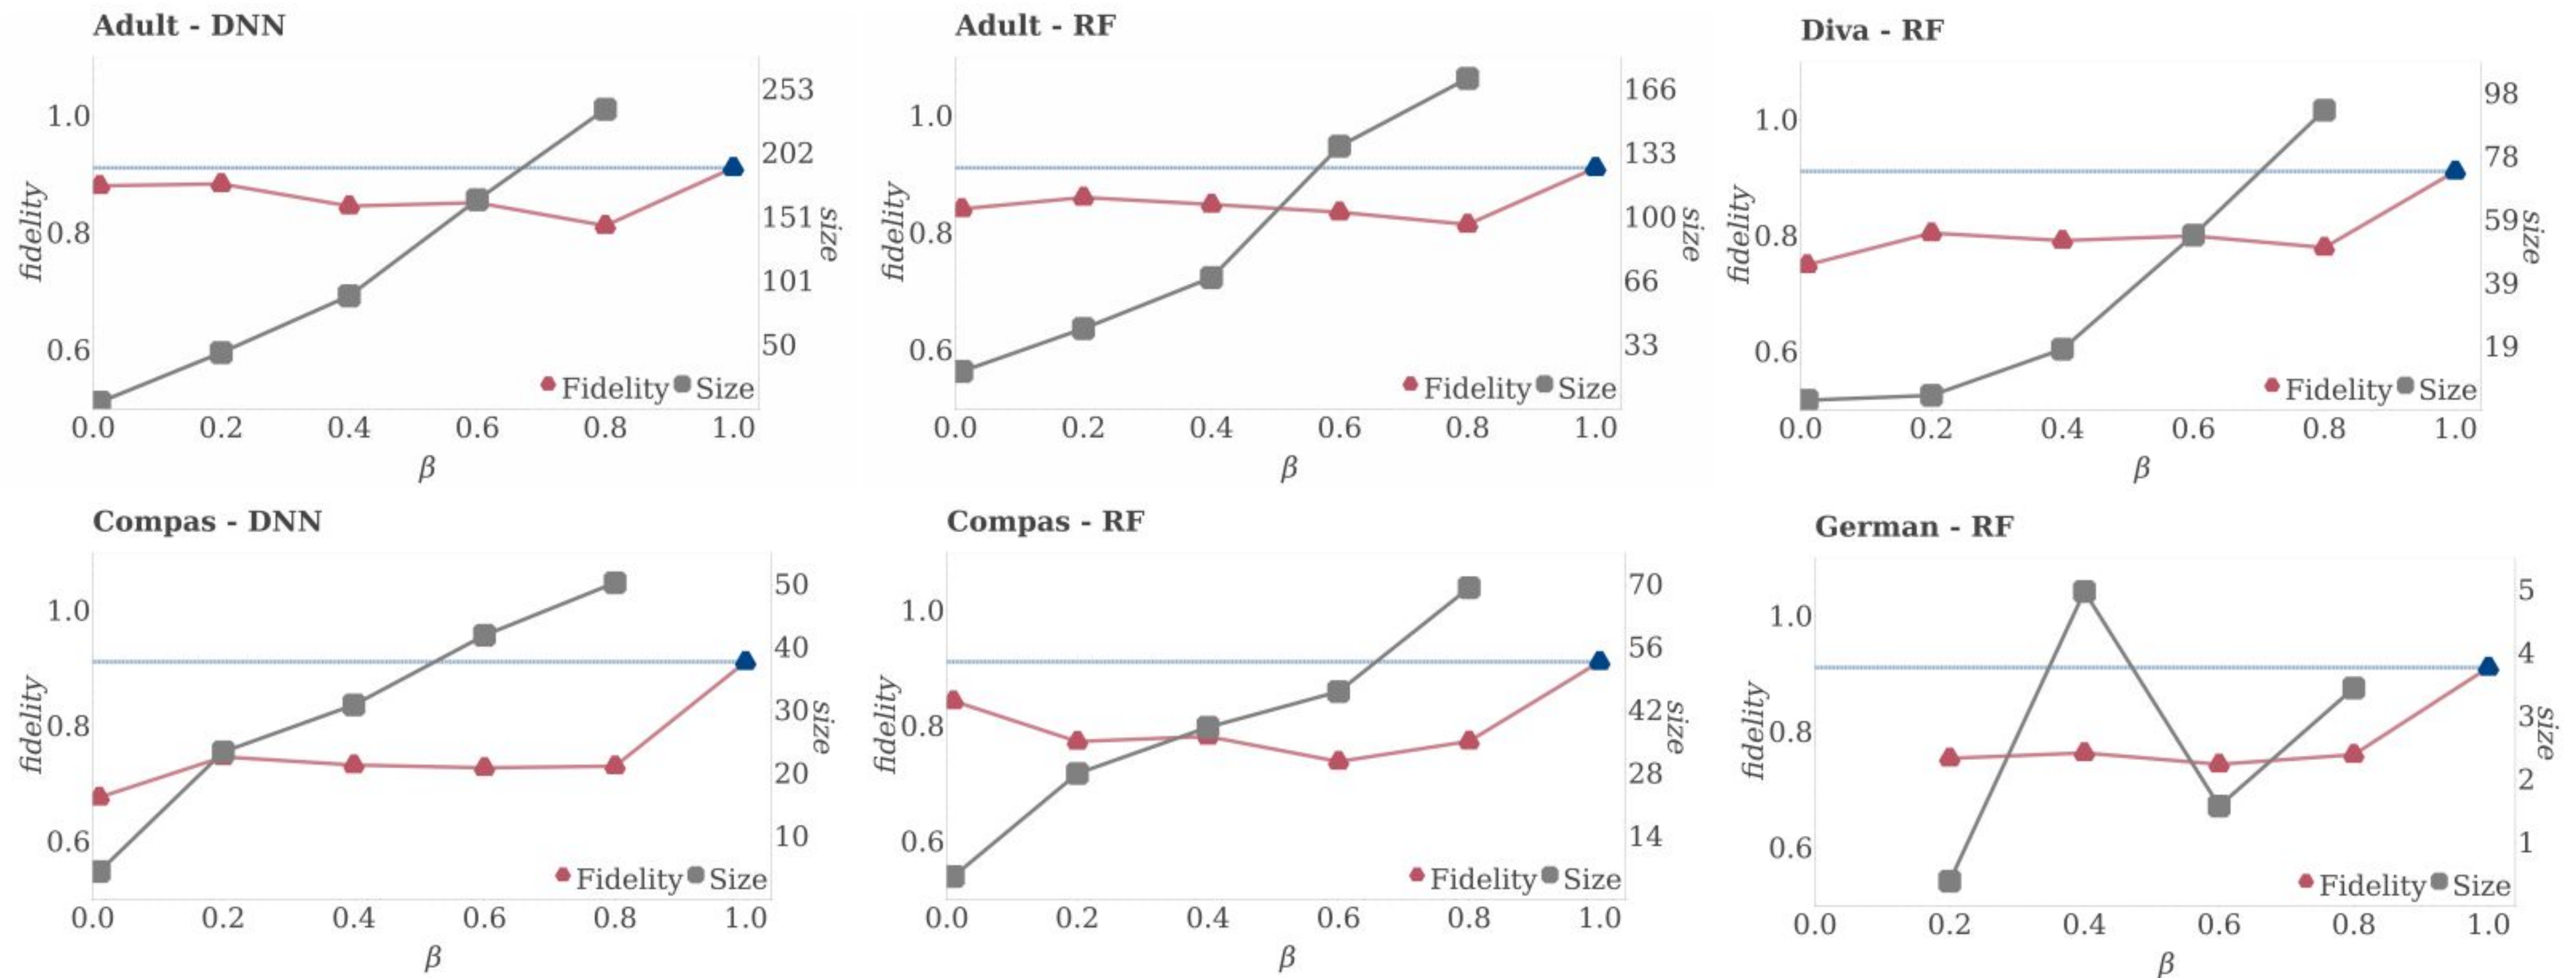 Adult - DNN
1.0
0.8
0.6
fidelity
253
202
151
101
50
size
Fidelity Size
0.0 0.2 0.4 0.6 0.8 1.0
β
Adult - RF
1.0
0.8
0.6
fidelity
166
133
100
66
33
size
Fidelity Size
0.0 0.2 0.4 0.6 0.8 1.0
β
Diva - RF
1.0
0.8
0.6
fidelity
98
78
59
39
19
size
Fidelity Size
0.0 0.2 0.4 0.6 0.8 1.0
β
Compas - DNN
1.0
0.8
0.6
fidelity
50
40
30
20
10
size
Fidelity Size
0.0 0.2 0.4 0.6 0.8 1.0
β
Compas - RF
1.0
0.8
0.6
fidelity
70
56
42
28
14
size
Fidelity Size
0.0 0.2 0.4 0.6 0.8 1.0
β
German - RF
1.0
0.8
0.6
fidelity
5
4
3
2
1
size
Fidelity Size
0.0 0.2 0.4 0.6 0.8 1.0
β